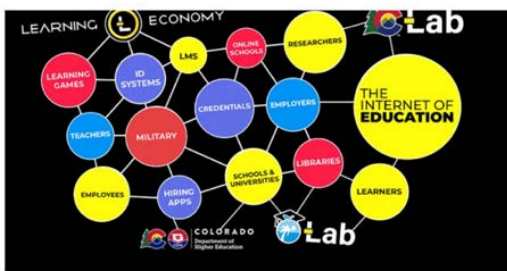 LEARNING
ECONOMY
Lab
LEARNING
GAMES
ID
SYSTEMS
LMS
ONLINE
SCHOOLS
RESEARCHERS
TEACHERS
MILITARY
CREDENTIALS
EMPLOYERS
THE
INTERNET OF
EDUCATION
EMPLOYEES
HIRING
APPS
SCHOOLS &
UNIVERSITIES
LIBRARIES
LEARNERS
COLORADO
Department of
Higher Education
Lab